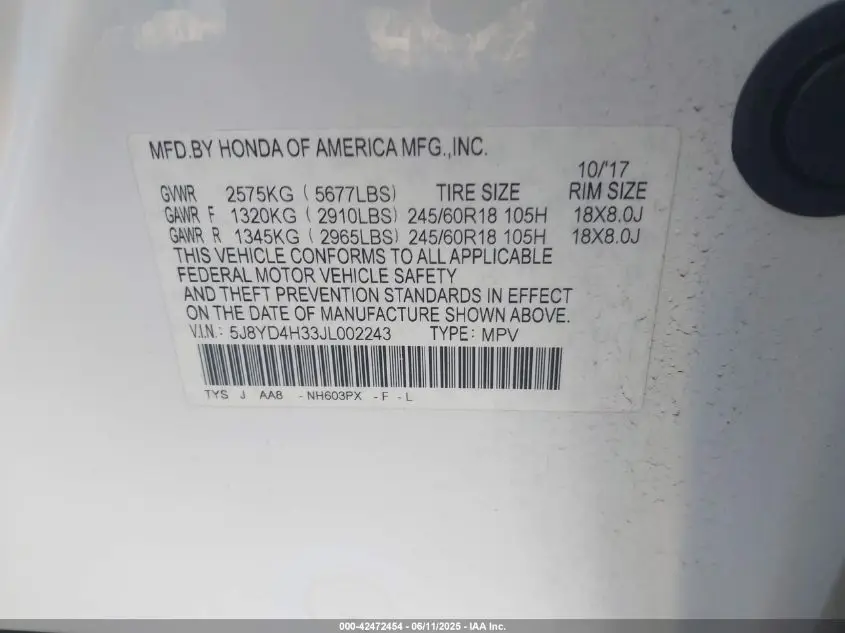 MFD.BY HONDA OF AMERICA MFG.,INC.
10/'17
GVWR 2575KG ( 5677LBS) TIRE SIZE RIM SIZE
GAWR F 1320KG ( 2910LBS) 245/60R18 105H 18X8.0J
GAWR R 1345KG ( 2965LBS) 245/60R18 105H 18X8.0J
THIS VEHICLE CONFORMS TO ALL APPLICABLE
FEDERAL MOTOR VEHICLE SAFETY
AND THEFT PREVENTION STANDARDS IN EFFECT
ON THE DATE OF MANUFACTURE SHOWN ABOVE.
V.I.N.: 5J8YD4H33JL002243 TYPE: MPV
TYS J AA8 - NH603PX - F - L
000-42472454 - 06/11/2025 - IAA Inc.